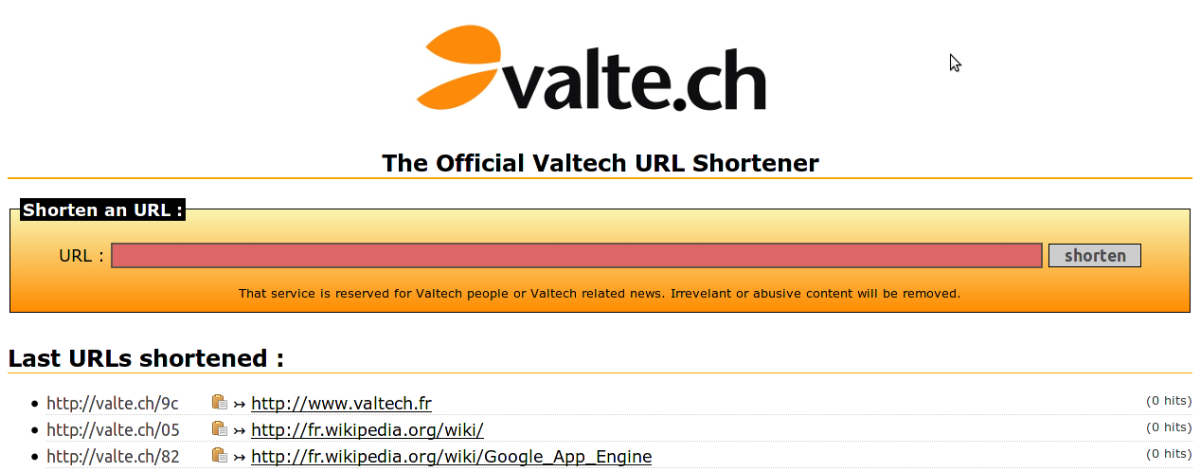 valte.ch
The Official Valtech URL Shortener
Shorten an URL :
URL : shorten
That service is reserved for Valtech people or Valtech related news. Irrevelant or abusive content will be removed.
Last URLs shortened :
• http://valte.ch/9c ↣ http://www.valtech.fr (0 hits)
• http://valte.ch/05 ↣ http://fr.wikipedia.org/wiki/ (0 hits)
• http://valte.ch/82 ↣ http://fr.wikipedia.org/wiki/Google_App_Engine (0 hits)